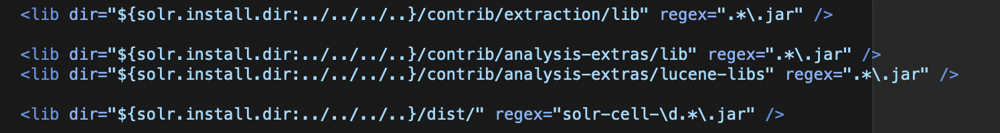 <lib dir="${solr.install.dir:../../../..}/contrib/extraction/lib" regex=".*\.jar" />
<lib dir="${solr.install.dir:../../../..}/contrib/analysis-extras/lib" regex=".*\.jar" />
<lib dir="${solr.install.dir:../../../..}/contrib/analysis-extras/lucene-libs" regex=".*\.jar" />
<lib dir="${solr.install.dir:../../../..}/dist/" regex="solr-cell-\d.*\.jar" />